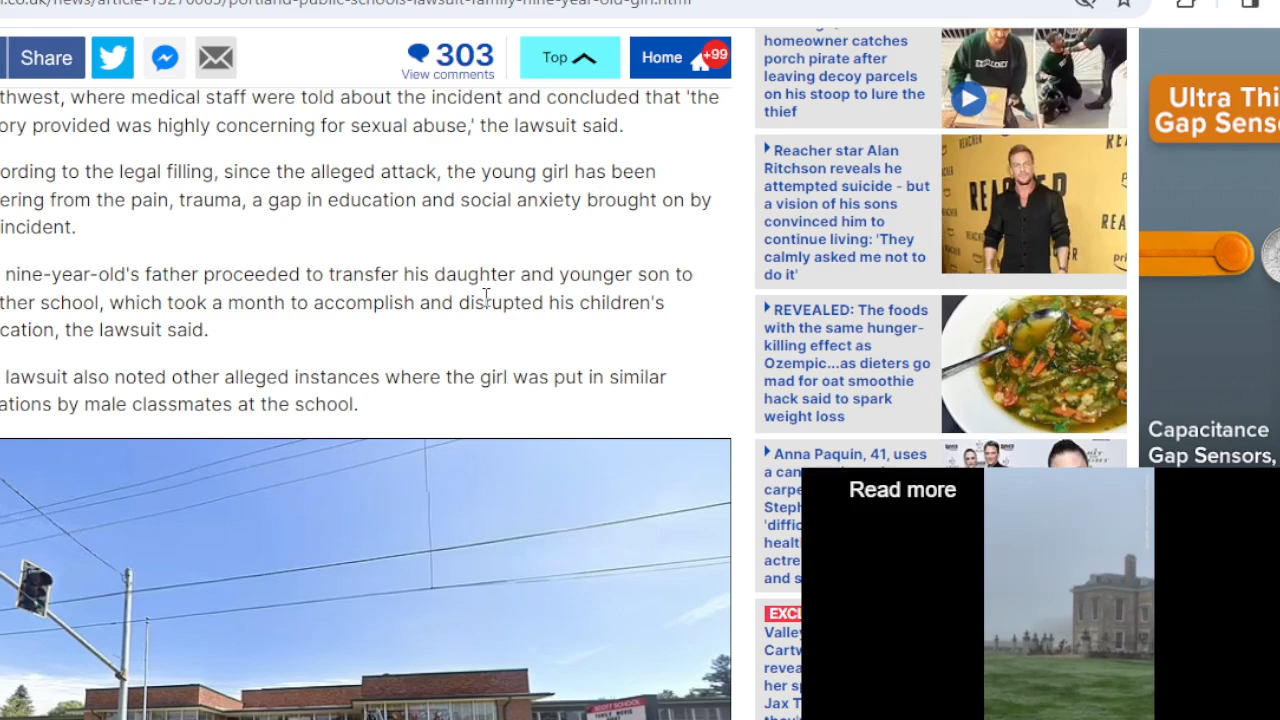 l.co.uk/news/article-13270065/portland-public-schools-lawsuit-family-nine-year-old-girl.html
Share
303
View comments
Top
Home
+99
thwest, where medical staff were told about the incident and concluded that 'the
ory provided was highly concerning for sexual abuse,' the lawsuit said.
ording to the legal filling, since the alleged attack, the young girl has been
ering from the pain, trauma, a gap in education and social anxiety brought on by
incident.
nine-year-old's father proceeded to transfer his daughter and younger son to
ther school, which took a month to accomplish and disrupted his children's
cation, the lawsuit said.
lawsuit also noted other alleged instances where the girl was put in similar
ations by male classmates at the school.
SCOTT SCHOOL
FAMILY MOVIE
homeowner catches
porch pirate after
leaving decoy parcels
on his stoop to lure the
thief
Reacher star Alan
Ritchson reveals he
attempted suicide - but
a vision of his sons
convinced him to
continue living: 'They
calmly asked me not to
do it'
REACHER
REVEALED: The foods
with the same hunger-
killing effect as
Ozempic...as dieters go
mad for oat smoothie
hack said to spark
weight loss
Anna Paquin, 41, uses
a can
carpe
Steph
'diffic
healt
actre
and s
EXCL
Valley
Cartw
revea
her sp
Jax T
Read more
Ultra Thi
Gap Senso
Capacitance
Gap Sensors,